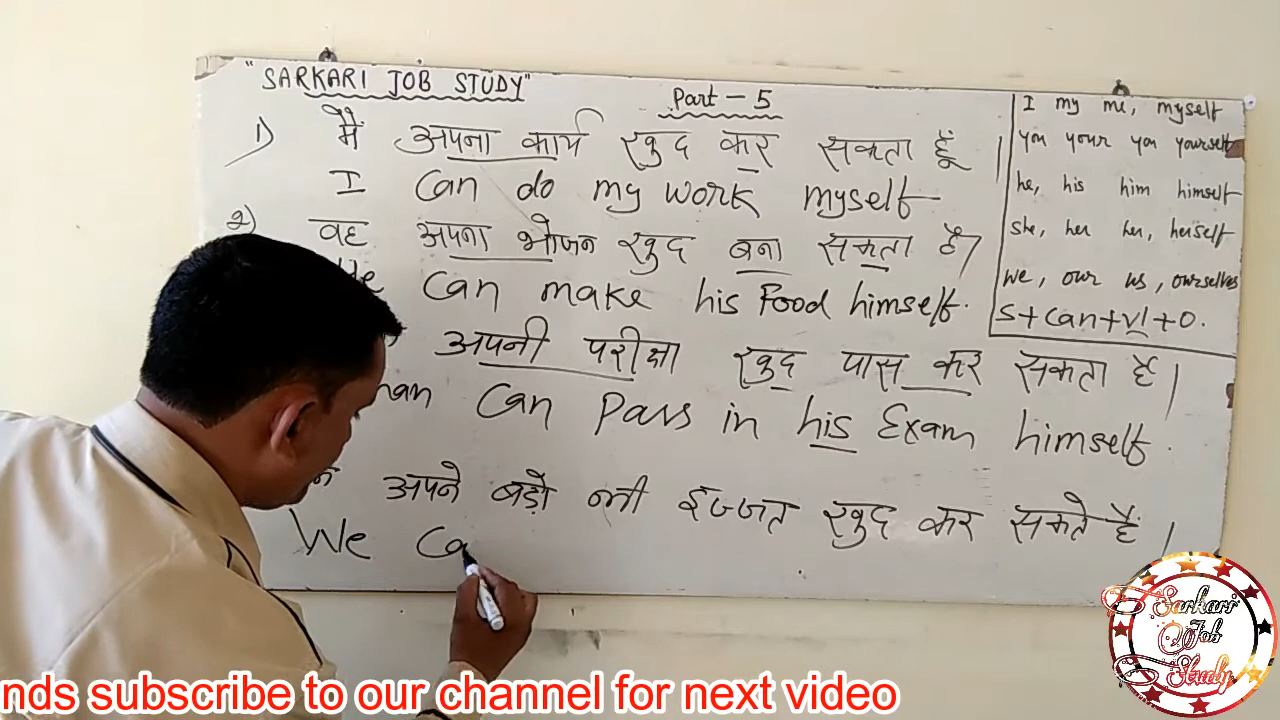 "SARKARI JOB STUDY"
Part - 5
1) मैं अपना कार्य खुद कर सकता हूँ ।
I Can do my work myself
2) वह अपना भोजन खुद बना सकता है।
He Can make his Food himself.
अपनी परीक्षा खुद पास कर सकता है।
Can Pass in his Exam himself.
अपने बड़ो की इज्जत खुद कर सकते हैं ।
We Ca
I my me, myself
you your you yourself
he, his him himself
she, her her, herself
we, our us, ourselves
S+Can+v1+O.
Sarkari
Job
Study
nds subscribe to our channel for next video